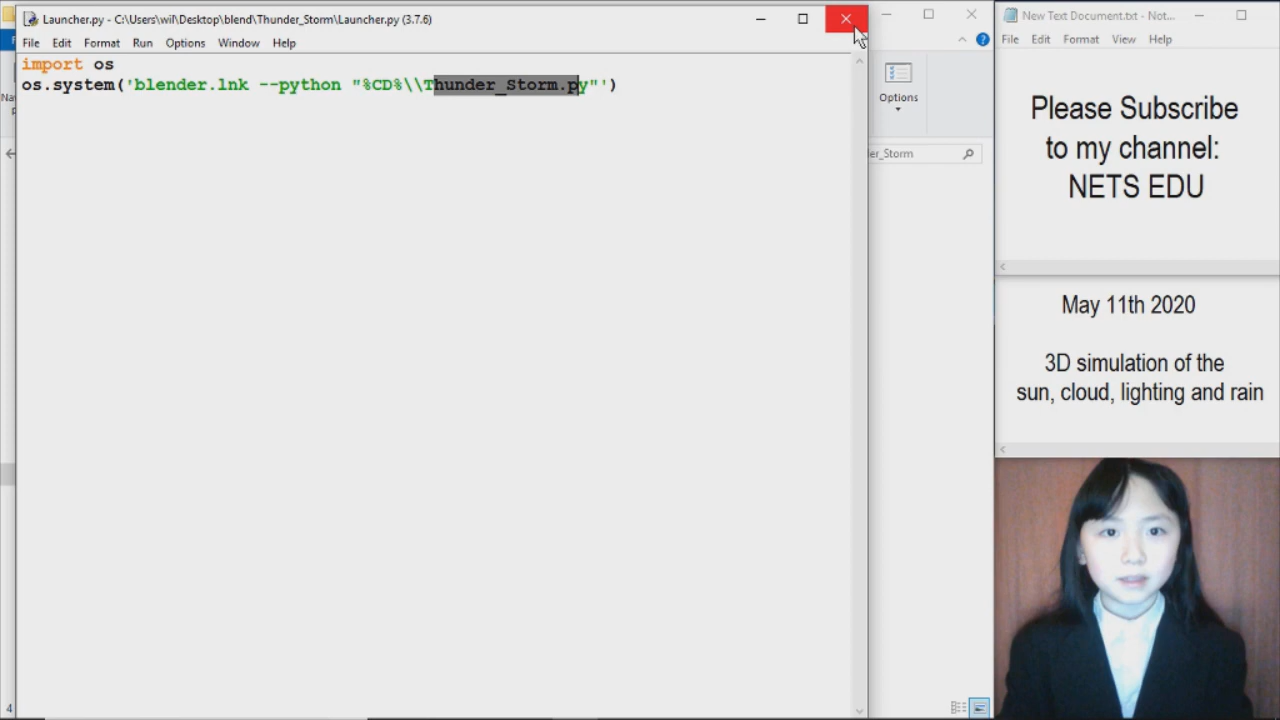 Launcher.py - C:\Users\wil\Desktop\blend\Thunder_Storm\Launcher.py (3.7.6)
File Edit Format Run Options Window Help
import os
os.system('blender.lnk --python "%CD%\\Thunder_Storm.py"')
Options
der_Storm
4
New Text Document.txt - Not...
File Edit Format View Help
Please Subscribe
to my channel:
NETS EDU
May 11th 2020
3D simulation of the
sun, cloud, lighting and rain